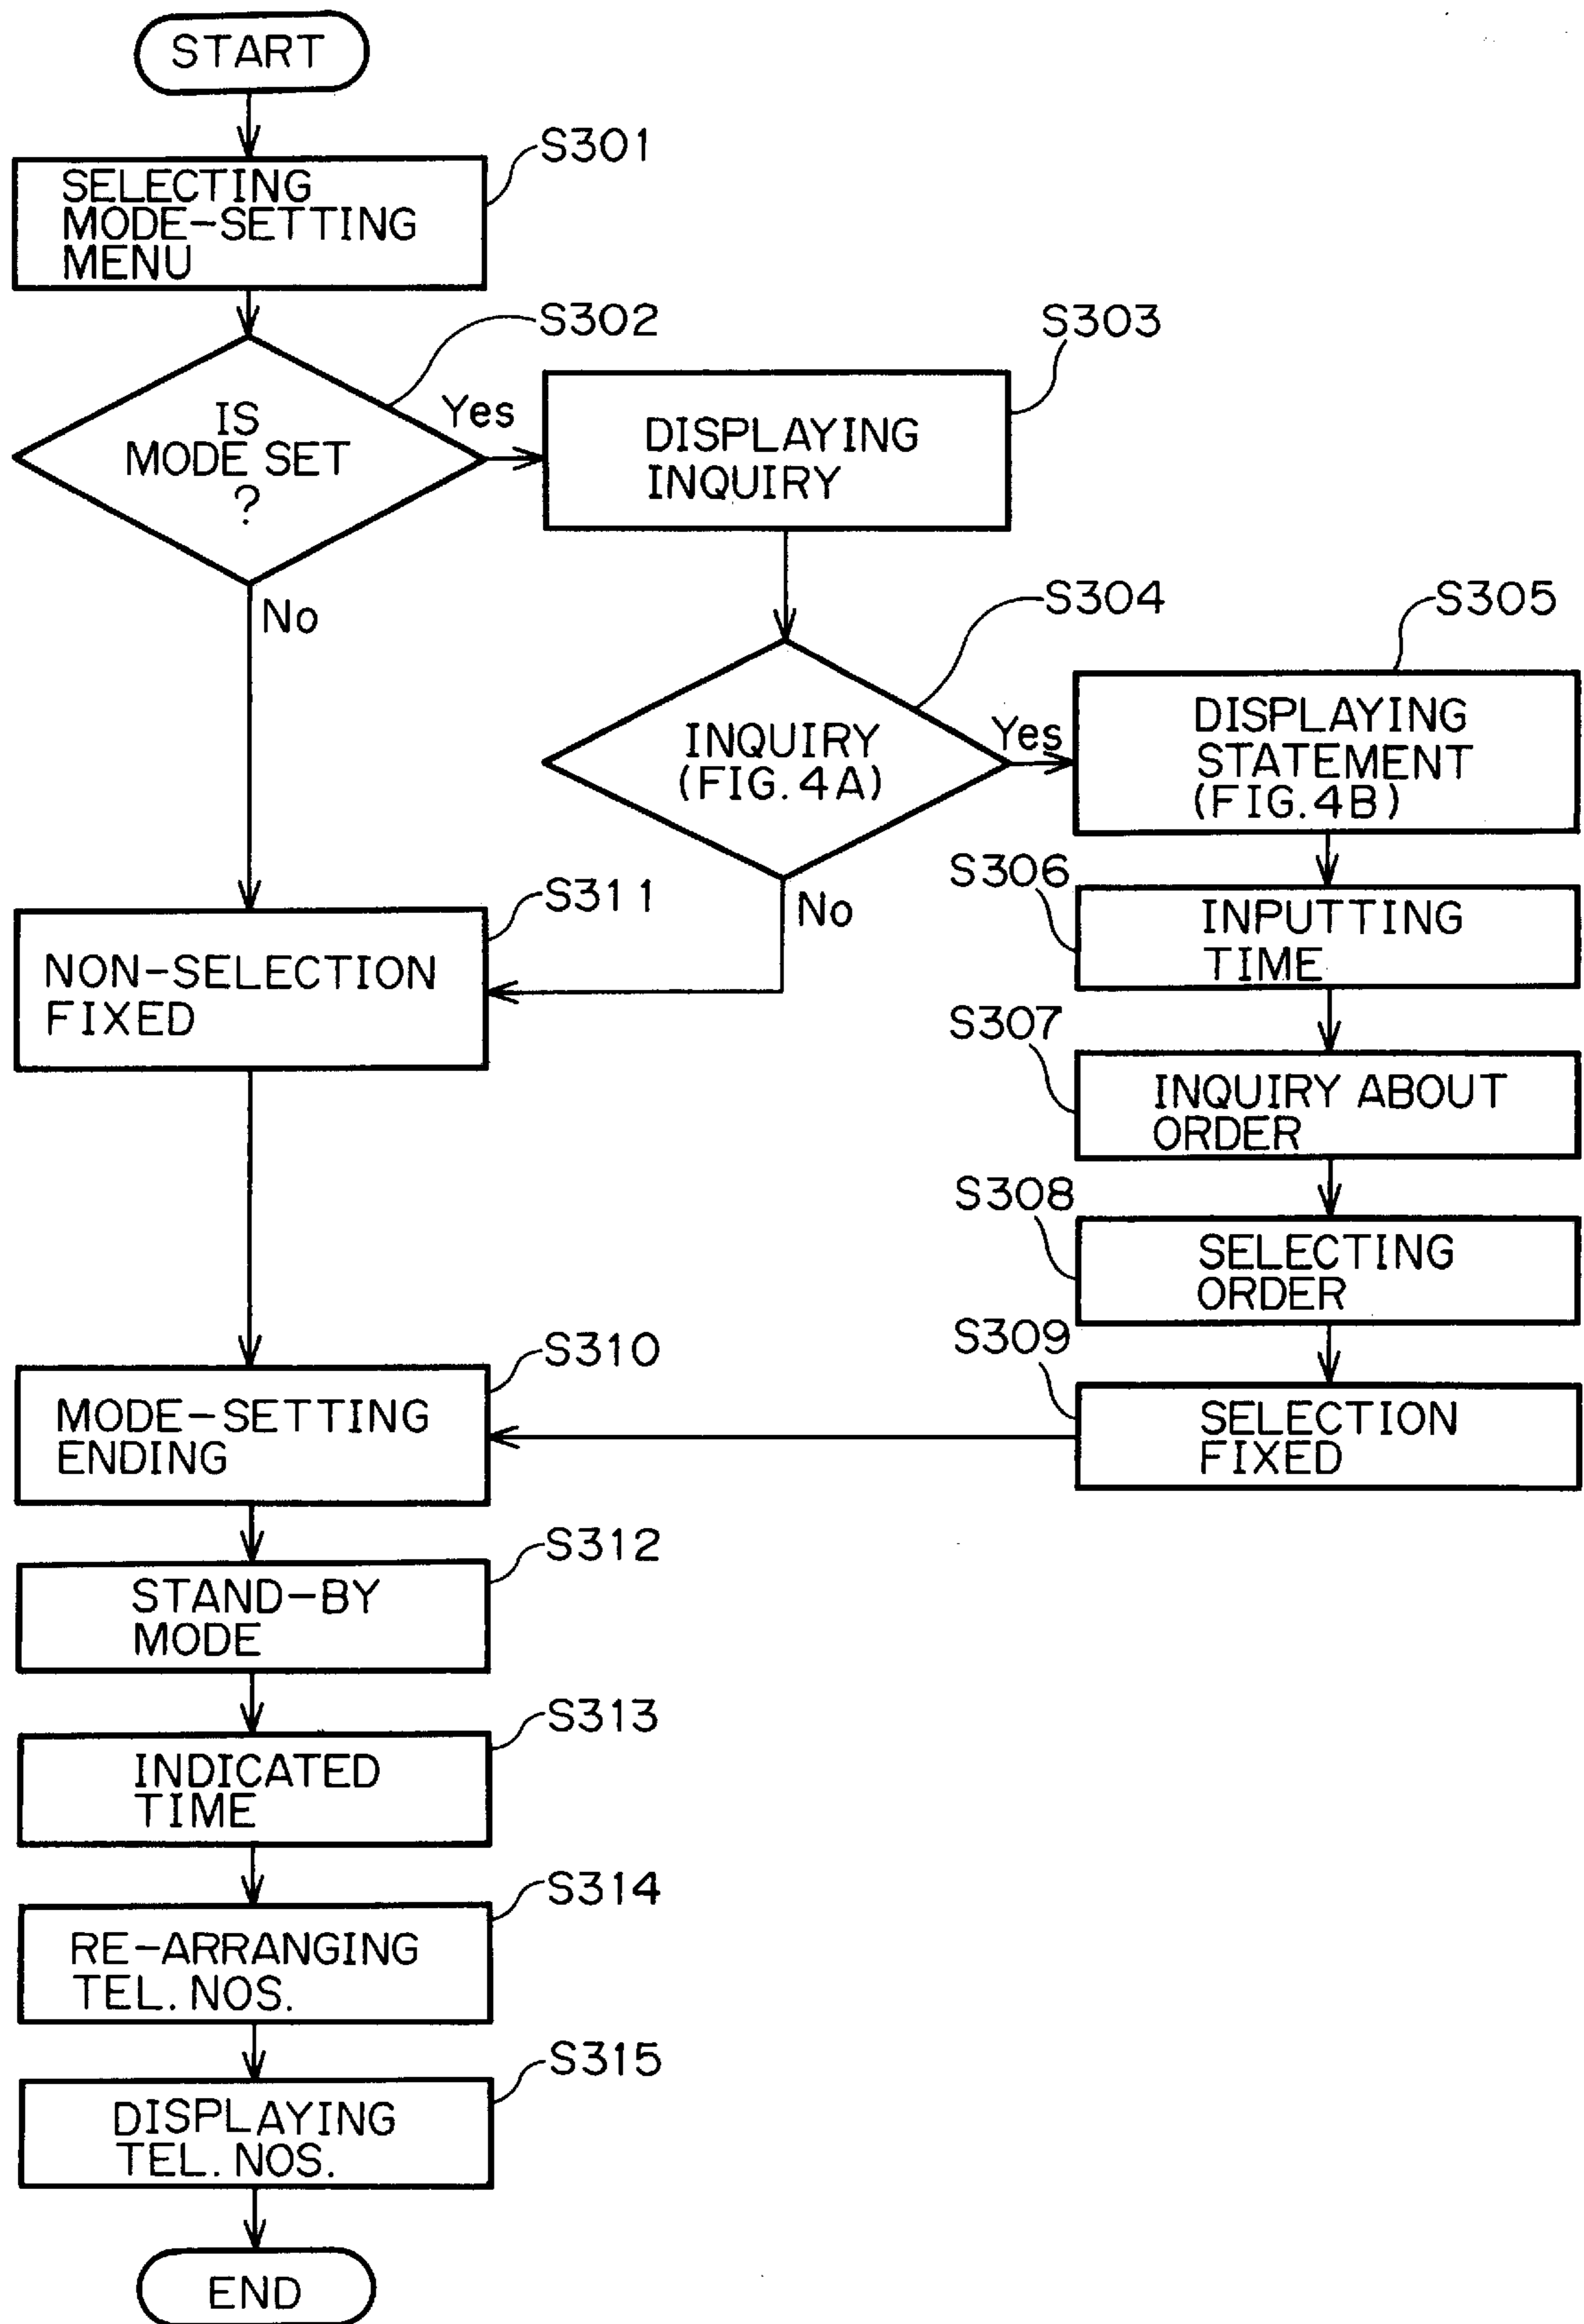 START
S301
SELECTING
MODE-SETTING
MENU
S302
IS
MODE SET
?
Yes
No
S303
DISPLAYING
INQUIRY
S304
INQUIRY
(FIG.4A)
Yes
No
S305
DISPLAYING
STATEMENT
(FIG.4B)
S306
INPUTTING
TIME
S307
INQUIRY ABOUT
ORDER
S308
SELECTING
ORDER
S309
SELECTION
FIXED
S311
NON-SELECTION
FIXED
S310
MODE-SETTING
ENDING
S312
STAND-BY
MODE
S313
INDICATED
TIME
S314
RE-ARRANGING
TEL. NOS.
S315
DISPLAYING
TEL. NOS.
END